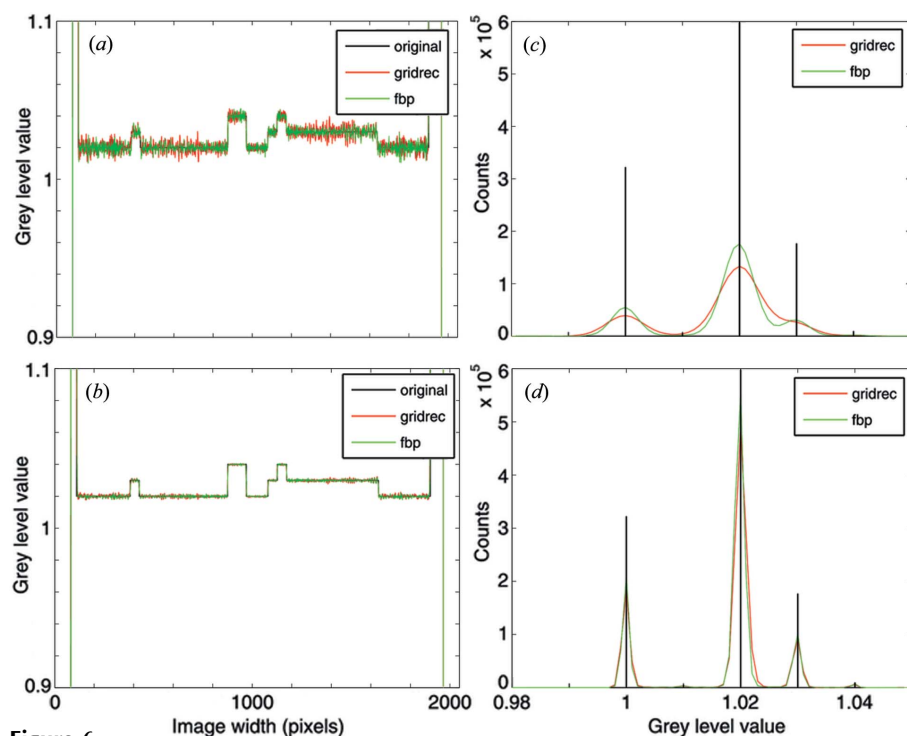 1.1
(a)
original
gridrec
fbp
Grey level value
1
0.9
6
x 10^5
(c)
gridrec
fbp
5
4
3
Counts
2
1
0
1.1
(b)
original
gridrec
fbp
Grey level value
1
0.9
0
1000
2000
Image width (pixels)
6
x 10^5
(d)
gridrec
fbp
5
4
3
Counts
2
1
0
0.98
1
1.02
1.04
Grey level value